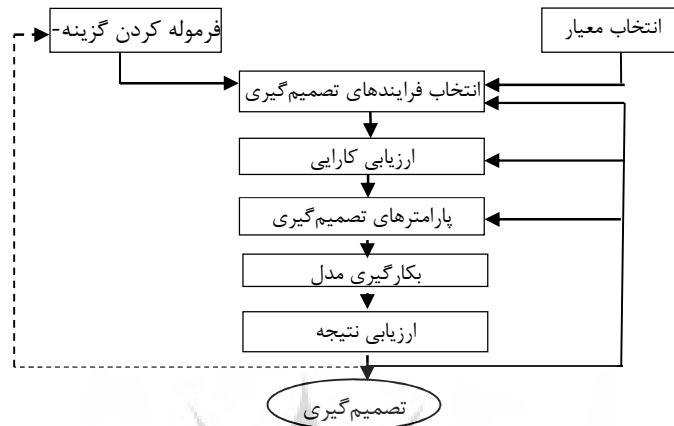 انتخاب معیار
فرموله کردن گزینه-
انتخاب فرایندهای تصمیم‌گیری
ارزیابی کارایی
پارامترهای تصمیم‌گیری
بکارگیری مدل
ارزیابی نتیجه
تصمیم‌گیری